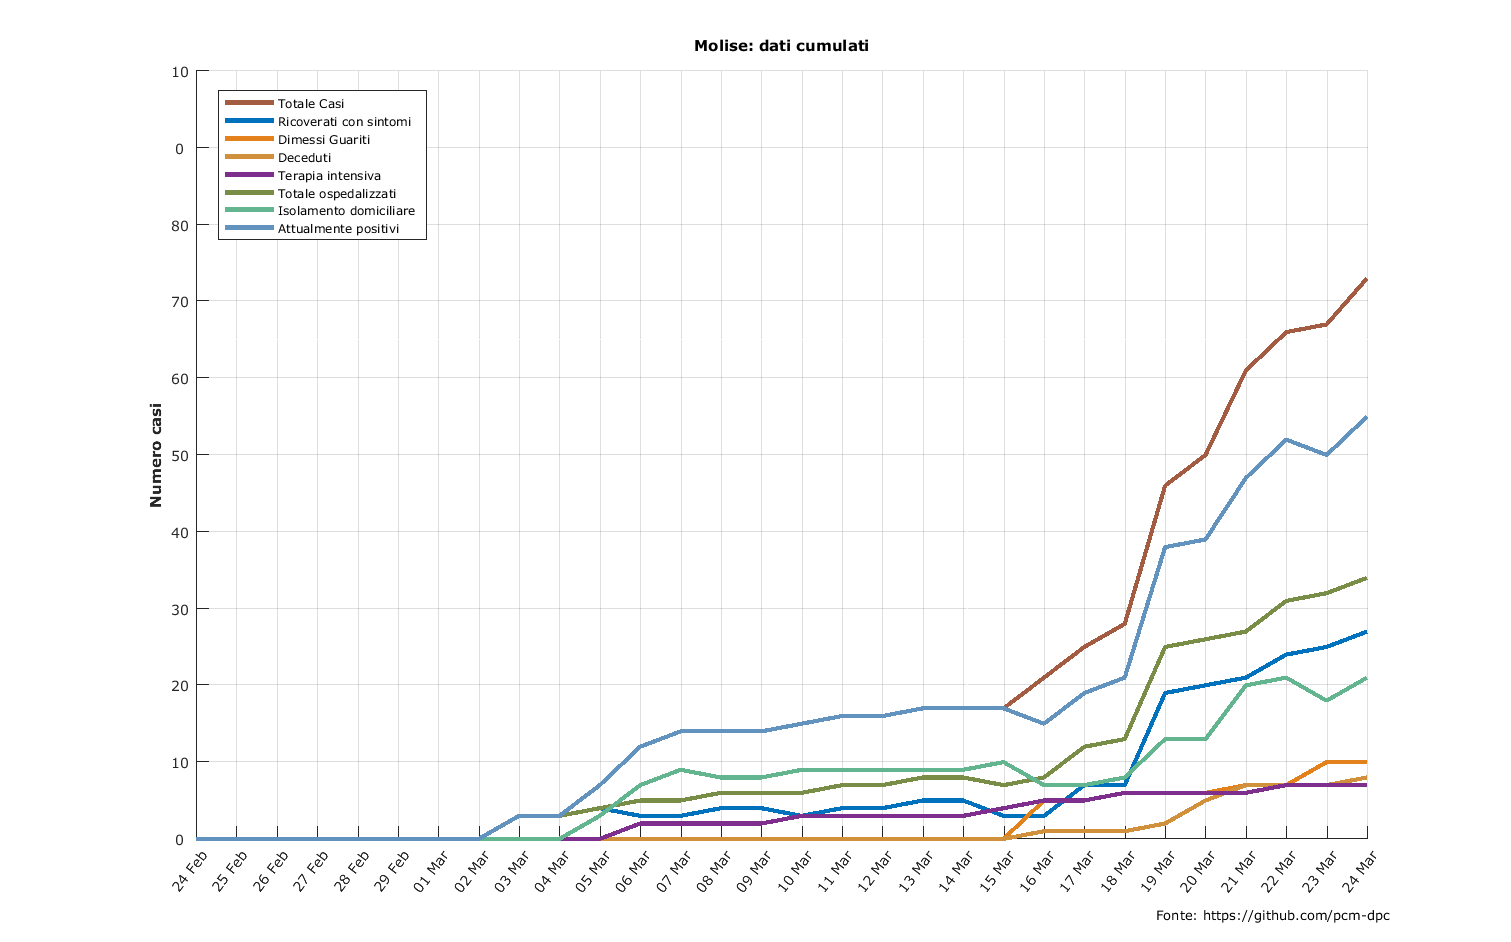 Molise: dati cumulati
10
0
80
70
60
50
40
30
20
10
0
Numero casi
Totale Casi
Ricoverati con sintomi
Dimessi Guariti
Deceduti
Terapia intensiva
Totale ospedalizzati
Isolamento domiciliare
Attualmente positivi
24 Feb
25 Feb
26 Feb
27 Feb
28 Feb
29 Feb
01 Mar
02 Mar
03 Mar
04 Mar
05 Mar
06 Mar
07 Mar
08 Mar
09 Mar
10 Mar
11 Mar
12 Mar
13 Mar
14 Mar
15 Mar
16 Mar
17 Mar
18 Mar
19 Mar
20 Mar
21 Mar
22 Mar
23 Mar
24 Mar
Fonte: https://github.com/pcm-dpc